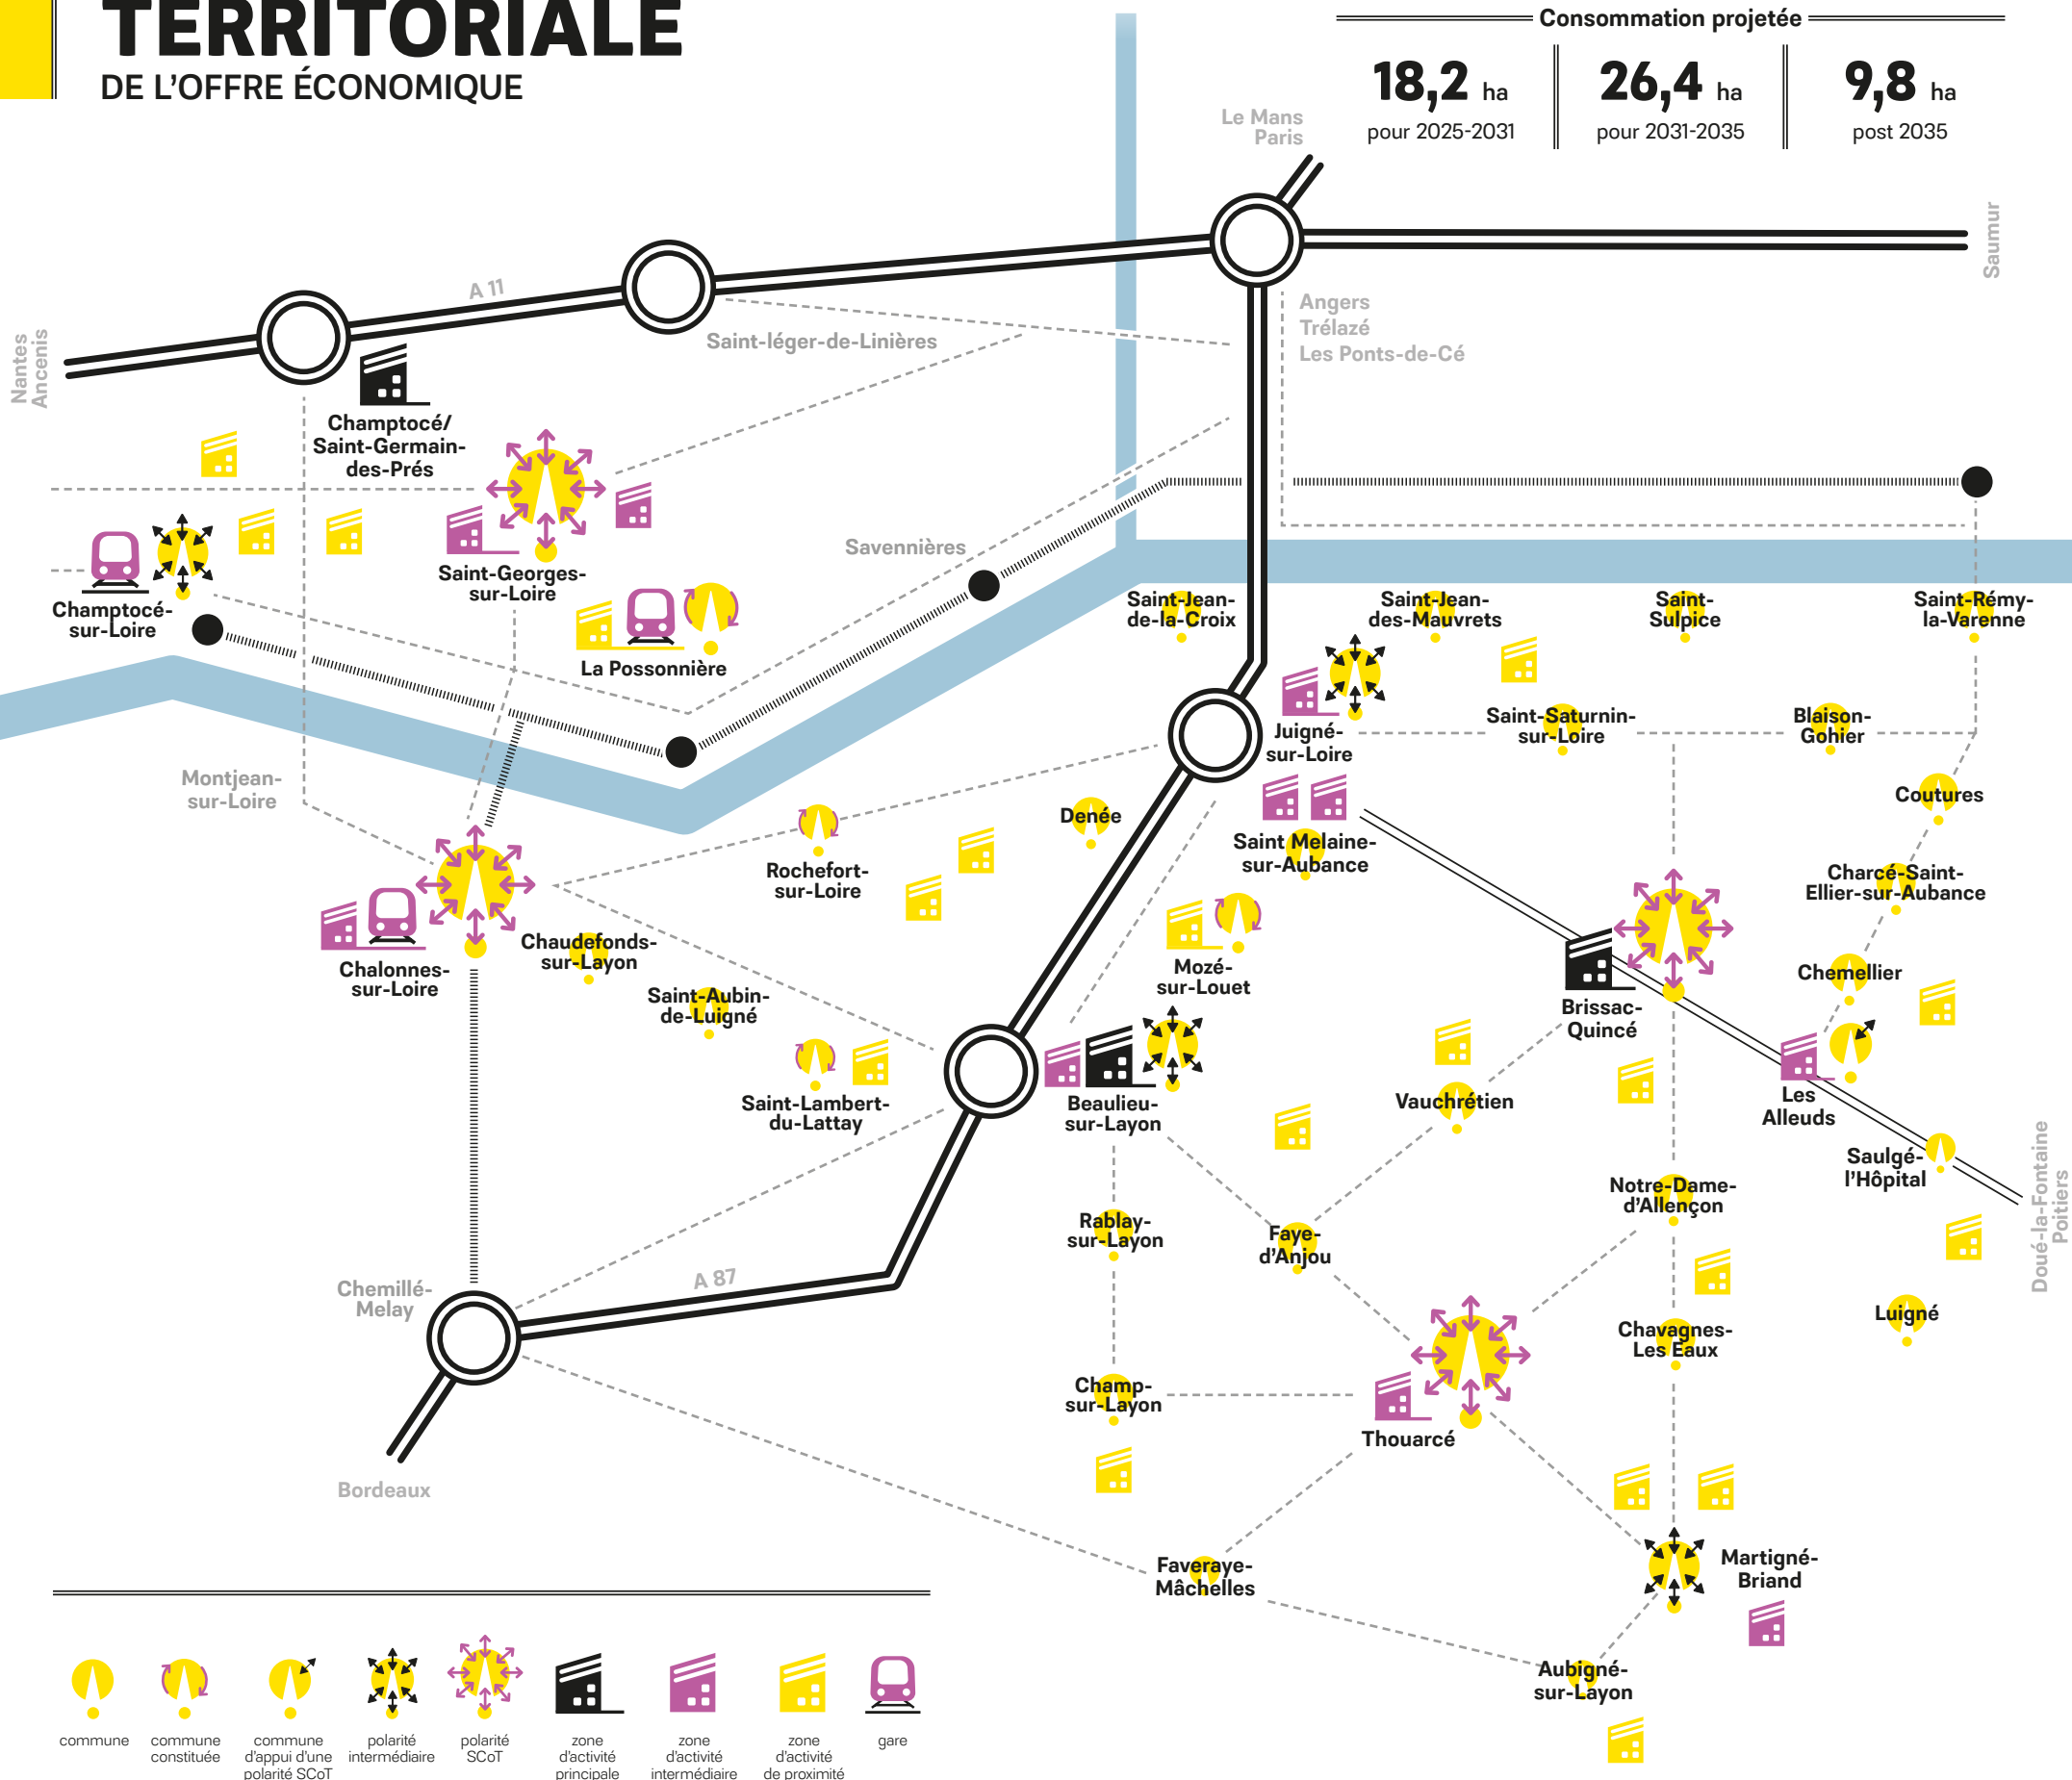 TERRITORIALE
DE L'OFFRE ÉCONOMIQUE
Consommation projetée
18,2 ha
pour 2025-2031
26,4 ha
pour 2031-2035
9,8 ha
post 2035
Le Mans
Paris
Saumur
A 11
Nantes
Ancenis
Saint-léger-de-Linières
Angers
Trélazé
Les Ponts-de-Cé
Champtocé/
Saint-Germain-
des-Prés
Savennières
Saint-Georges-
sur-Loire
Champtocé-
sur-Loire
La Possonnière
Saint-Jean-
de-la-Croix
Saint-Jean-
des-Mauvrets
Saint-
Sulpice
Saint-Rémy-
la-Varenne
Juigné-
sur-Loire
Saint-Saturnin-
sur-Loire
Blaison-
Gohier
Montjean-
sur-Loire
Coutures
Denée
Rochefort-
sur-Loire
Saint Melaine-
sur-Aubance
Charcé-Saint-
Ellier-sur-Aubance
Chaudefonds-
sur-Layon
Chalonnes-
sur-Loire
Mozé-
sur-Louet
Chemellier
Saint-Aubin-
de-Luigné
Brissac-
Quincé
Saint-Lambert-
du-Lattay
Beaulieu-
sur-Layon
Vauchrétien
Les
Alleuds
Saulgé-
l'Hôpital
Doué-la-Fontaine
Poitiers
Notre-Dame-
d'Allençon
Rablay-
sur-Layon
Faye-
d'Anjou
A 87
Chemillé-
Melay
Luigné
Chavagnes-
Les Eaux
Champ-
sur-Layon
Thouarcé
Bordeaux
Faveraye-
Mâchelles
Martigné-
Briand
Aubigné-
sur-Layon
commune
commune
constituée
commune
d'appui d'une
polarité SCoT
polarité
intermédiaire
polarité
SCoT
zone
d'activité
principale
zone
d'activité
intermédiaire
zone
d'activité
de proximité
gare